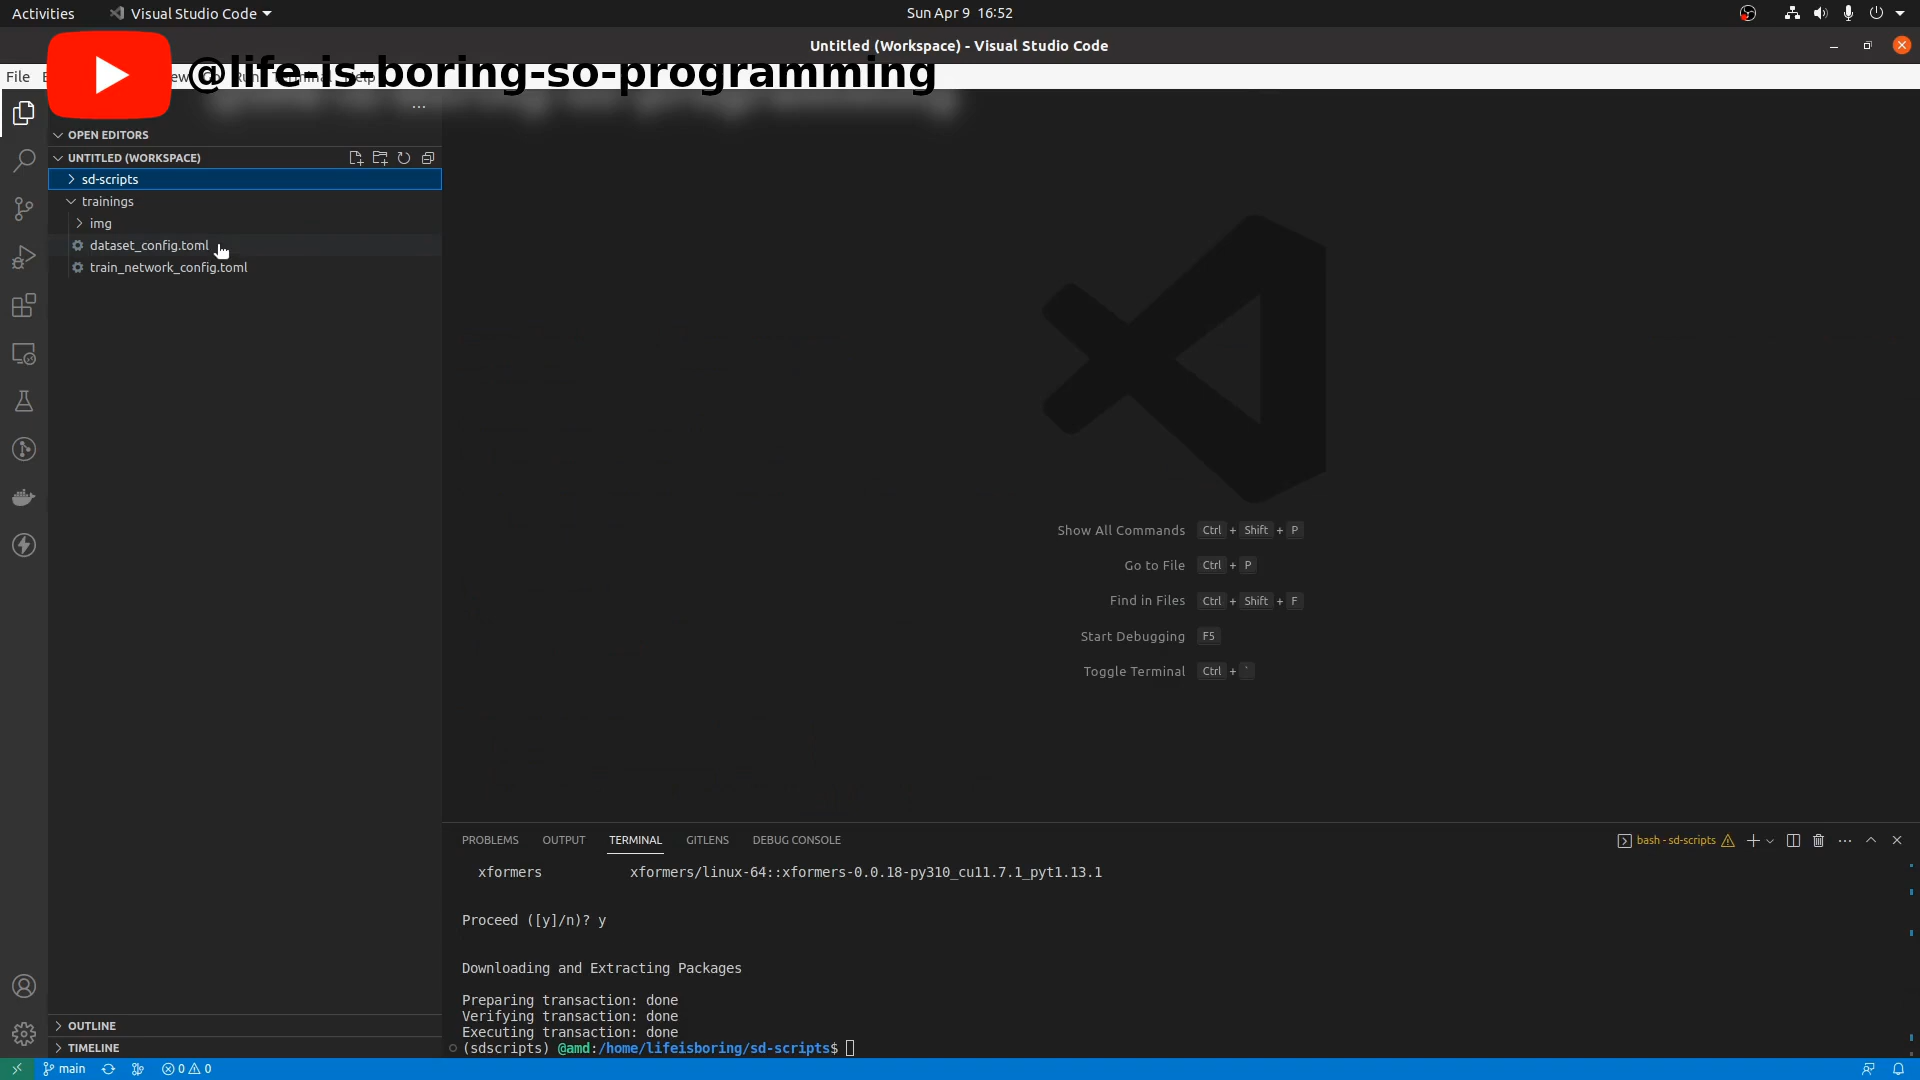 Activities Visual Studio Code Sun Apr 9 16:52
Untitled (Workspace) - Visual Studio Code
@life-is-boring-so-programming
File
OPEN EDITORS
UNTITLED (WORKSPACE)
sd-scripts
trainings
img
dataset_config.toml
train_network_config.toml
Show All Commands Ctrl + Shift + P
Go to File Ctrl + P
Find in Files Ctrl + Shift + F
Start Debugging F5
Toggle Terminal Ctrl + `
PROBLEMS OUTPUT TERMINAL GITLENS DEBUG CONSOLE bash - sd-scripts
xformers xformers/linux-64::xformers-0.0.18-py310_cu11.7.1_pyt1.13.1
Proceed ([y]/n)? y
Downloading and Extracting Packages
Preparing transaction: done
Verifying transaction: done
Executing transaction: done
(sdscripts) @amd:/home/lifeisboring/sd-scripts$
OUTLINE
TIMELINE
main 0 0